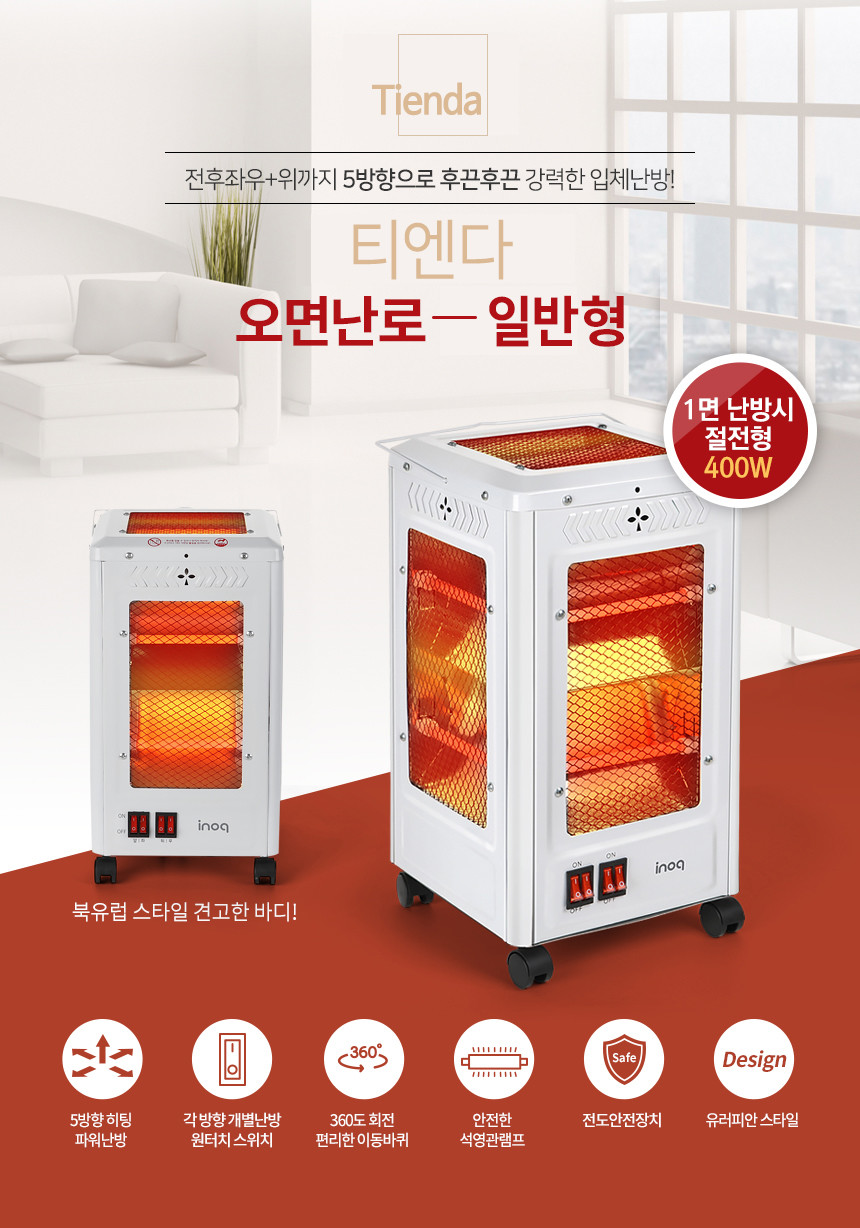 Tienda
전후좌우+위까지 5방향으로 후끈후끈 강력한 입체난방!
티엔다
오면난로 — 일반형
1면 난방시
절전형
400W
ON
OFF
inoq
ON
ON
OFF
OFF
inoq
북유럽 스타일 견고한 바디!
360°
Safe
Design
5방향 히팅
파워난방
각 방향 개별난방
원터치 스위치
360도 회전
편리한 이동바퀴
안전한
석영관램프
전도안전장치
유러피안 스타일